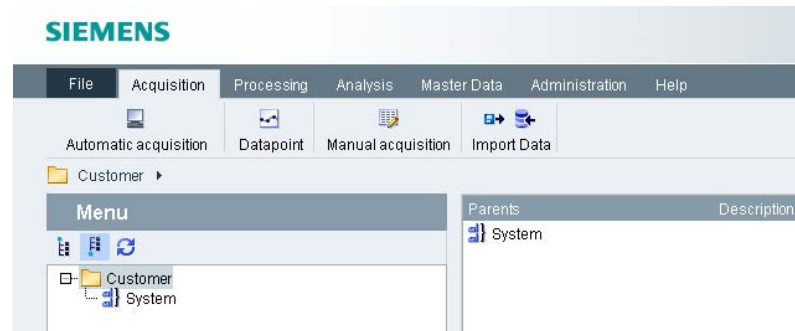 SIEMENS
File Acquisition Processing Analysis Master Data Administration Help
Automatic acquisition Datapoint Manual acquisition Import Data
Customer
Menu
Parents Description
System
Customer
System